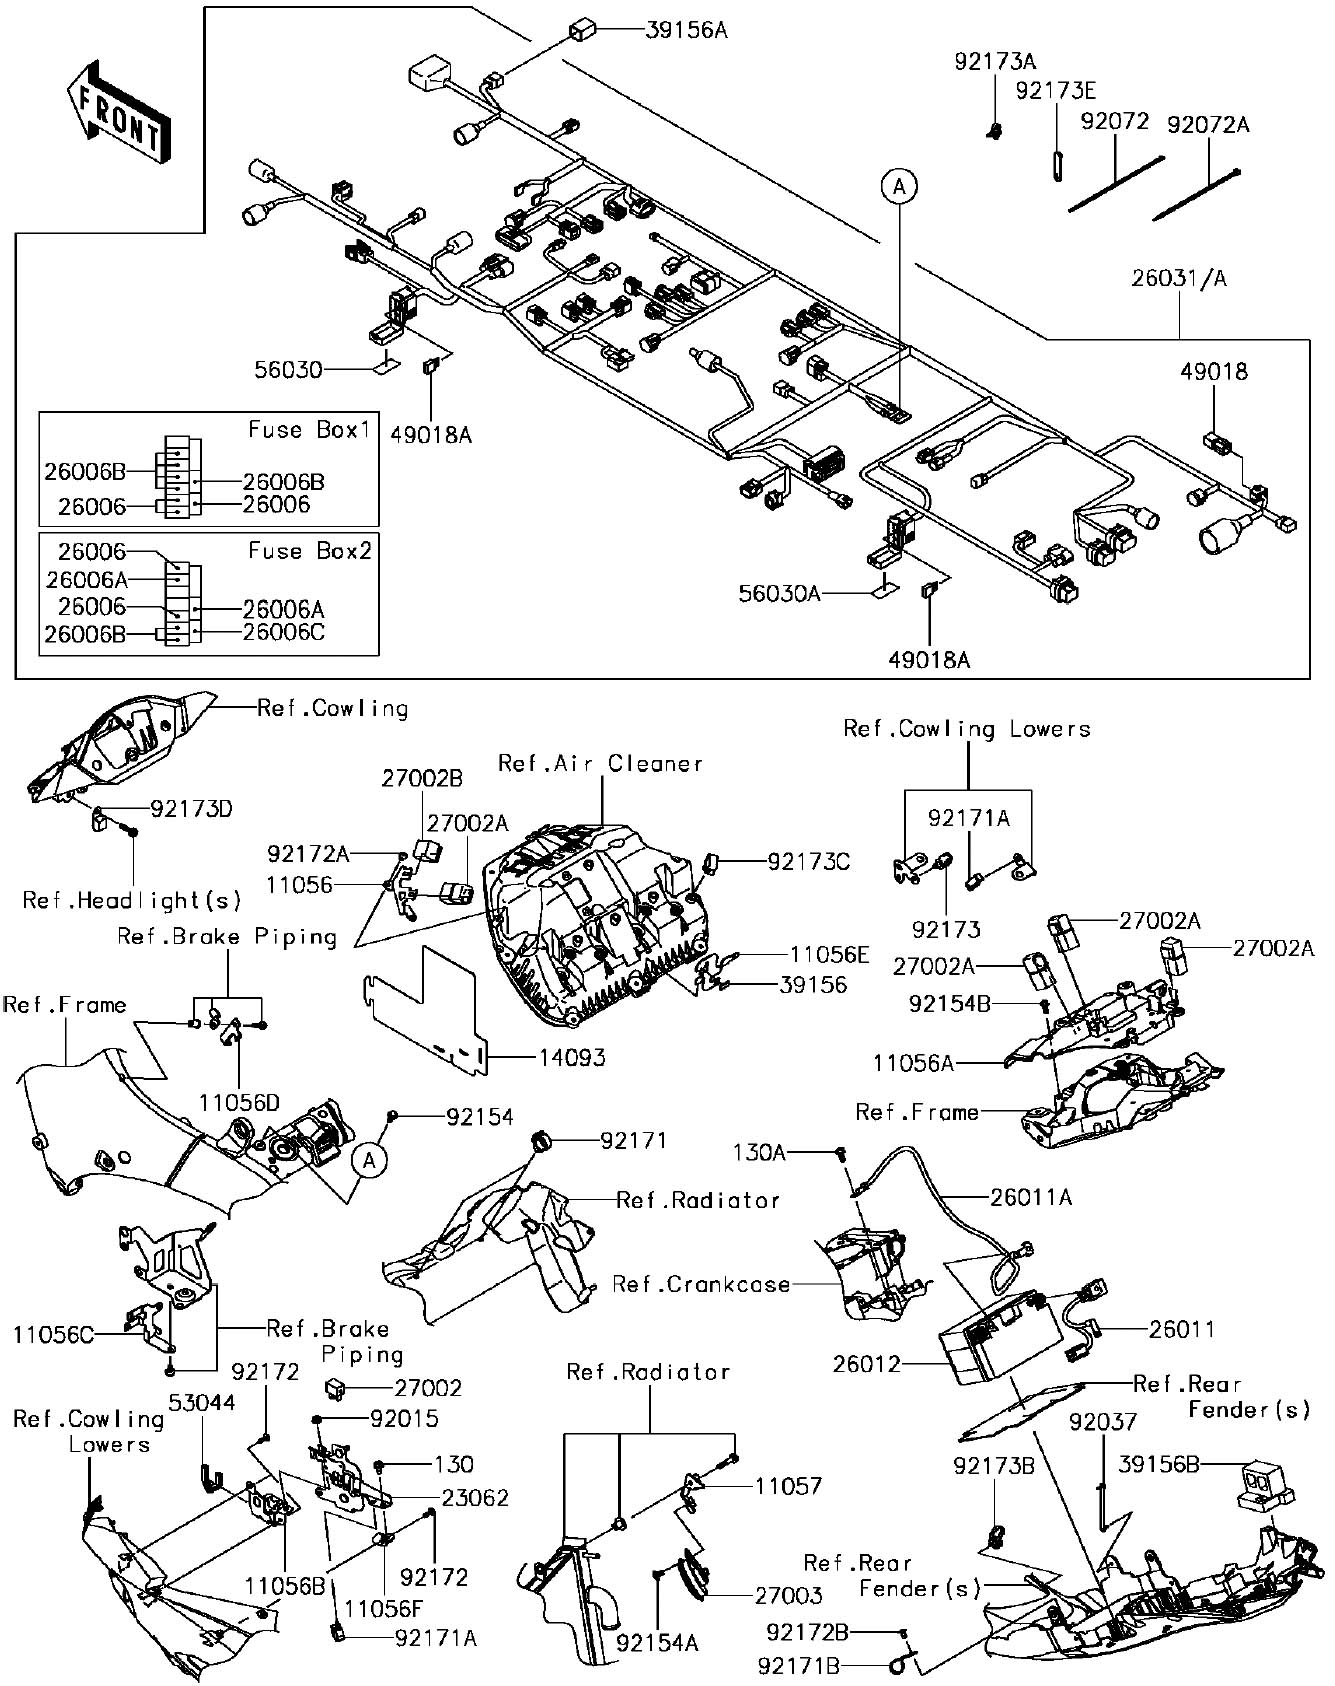 39156A
FRONT
92173A
92173E
92072
92072A
A
26031/A
49018
56030
49018A
Fuse Box1
26006B
26006B
26006
26006
Fuse Box2
26006
26006A
26006
26006A
26006B
26006C
56030A
49018A
Ref.Cowling
Ref.Cowling Lowers
Ref.Air Cleaner
27002B
92173D
27002A
92171A
92172A
11056
92173C
Ref.Headlight(s)
Ref.Brake Piping
92173
27002A
27002A
27002A
11056E
39156
92154B
Ref.Frame
14093
11056A
11056D
92154
Ref.Frame
92171
130A
A
Ref.Radiator
26011A
Ref.Crankcase
11056C
Ref.Brake
Piping
26011
26012
92172
27002
Ref.Radiator
Ref.Rear
Fender(s)
53044
92015
Ref.Cowling
Lowers
92037
130
92173B
39156B
23062
11057
11056B
92172
11056F
27003
Ref.Rear
Fender(s)
92171A
92154A
92172B
92171B